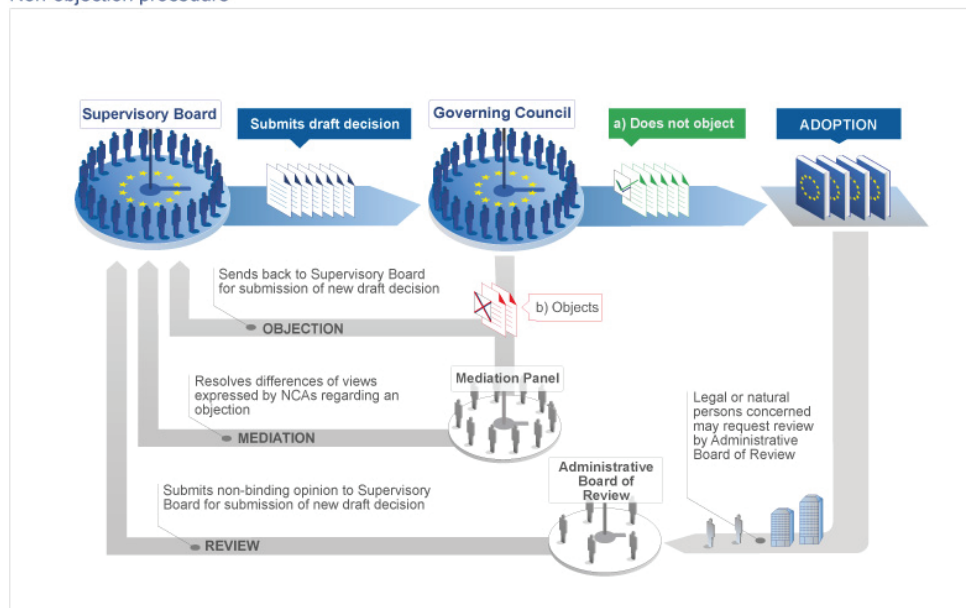 Non-objection procedure
Supervisory Board
Submits draft decision
Governing Council
a) Does not object
ADOPTION
Sends back to Supervisory Board
for submission of new draft decision
OBJECTION
b) Objects
Resolves differences of views
expressed by NCAs regarding an
objection
MEDIATION
Mediation Panel
Legal or natural
persons concerned
may request review
by Administrative
Board of Review
Submits non-binding opinion to Supervisory
Board for submission of new draft decision
REVIEW
Administrative
Board of
Review